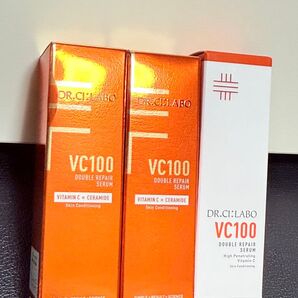 DR.CI:LABO
VC100
DOUBLE REPAIR
SERUM
VITAMIN C × CERAMIDE
Skin Conditioning
DR.CI:LABO
VC100
DOUBLE REPAIR
SERUM
VITAMIN C × CERAMIDE
Skin Conditioning
DR.CI:LABO
VC100
DOUBLE REPAIR
SERUM
High Penetrating
Vitamin C
Skin Conditioning